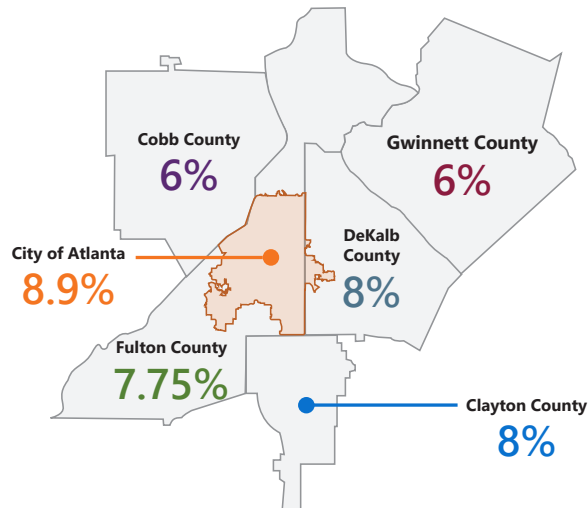 Cobb County
6%
Gwinnett County
6%
City of Atlanta
8.9%
DeKalb
County
8%
Fulton County
7.75%
Clayton County
8%